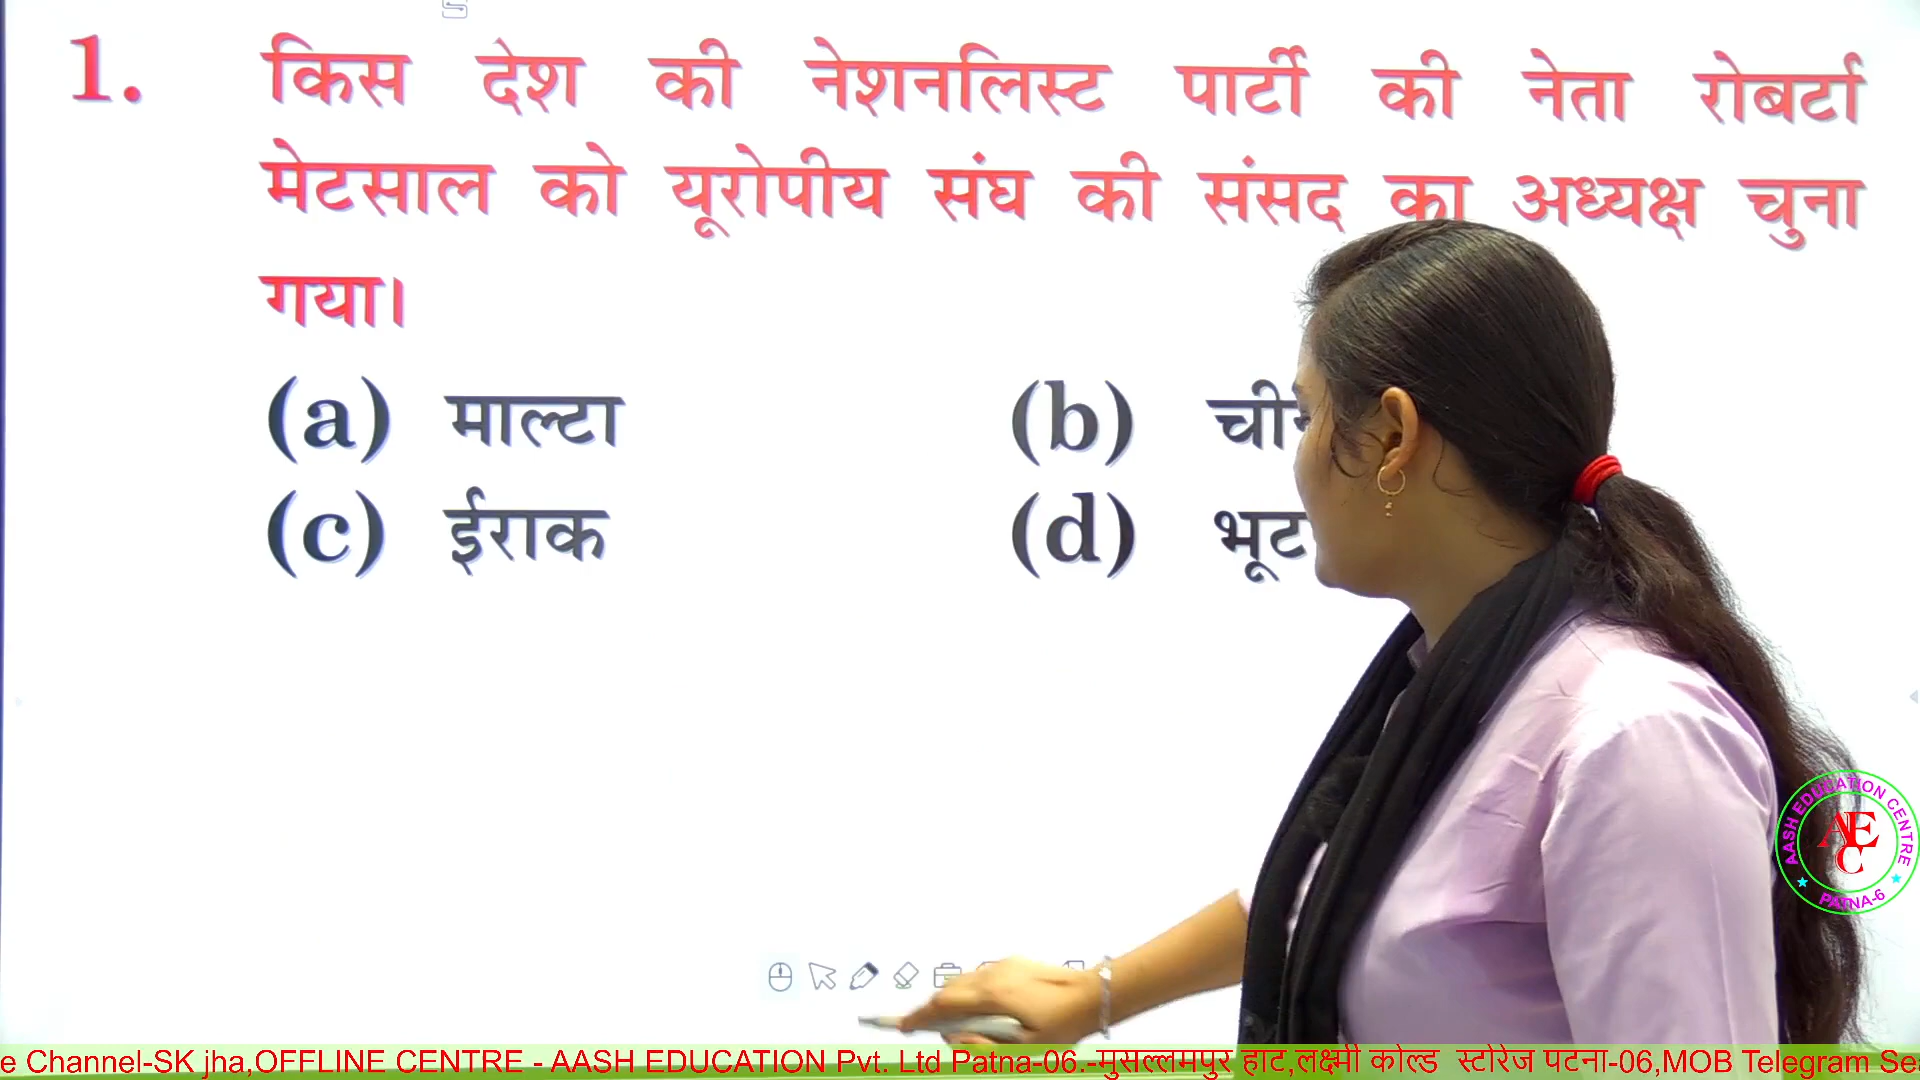 1. किस देश की नेशनलिस्ट पार्टी की नेता रोबर्टा
मेटसाल को यूरोपीय संघ की संसद का अध्यक्ष चुना
गया।
(a) माल्टा (b)
(c) ईराक (d)
AASH EDUCATION CENTRE
AEC
PATNA-6
e Channel-SK jha,OFFLINE CENTRE - AASH EDUCATION Pvt. Ltd Patna-06.-मुसल्लमपुर हाट,लक्ष्मी कोल्ड स्टोरेज पटना-06,MOB Telegram Se